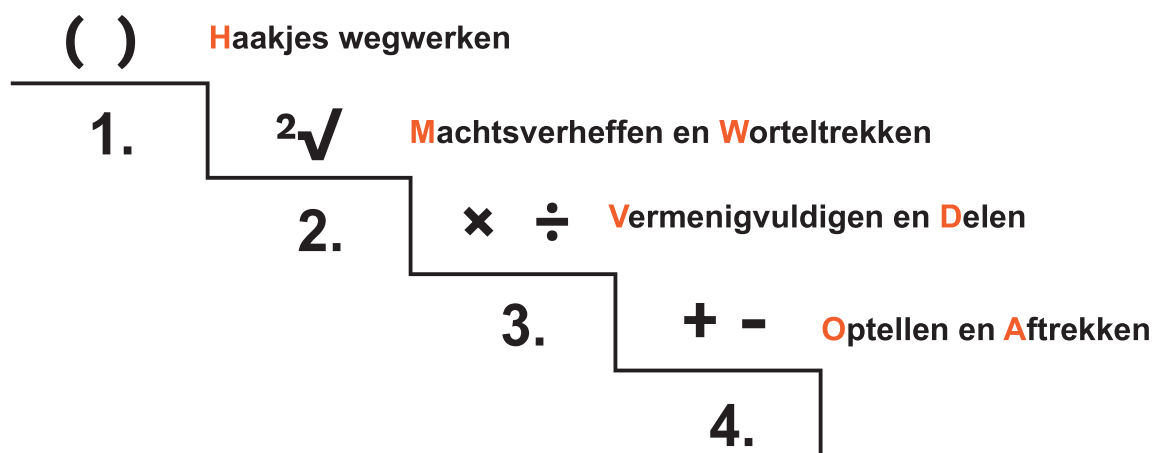 ( ) Haakjes wegwerken
1. ²√ Machtsverheffen en Worteltrekken
2. × ÷ Vermenigvuldigen en Delen
3. + - Optellen en Aftrekken
4.